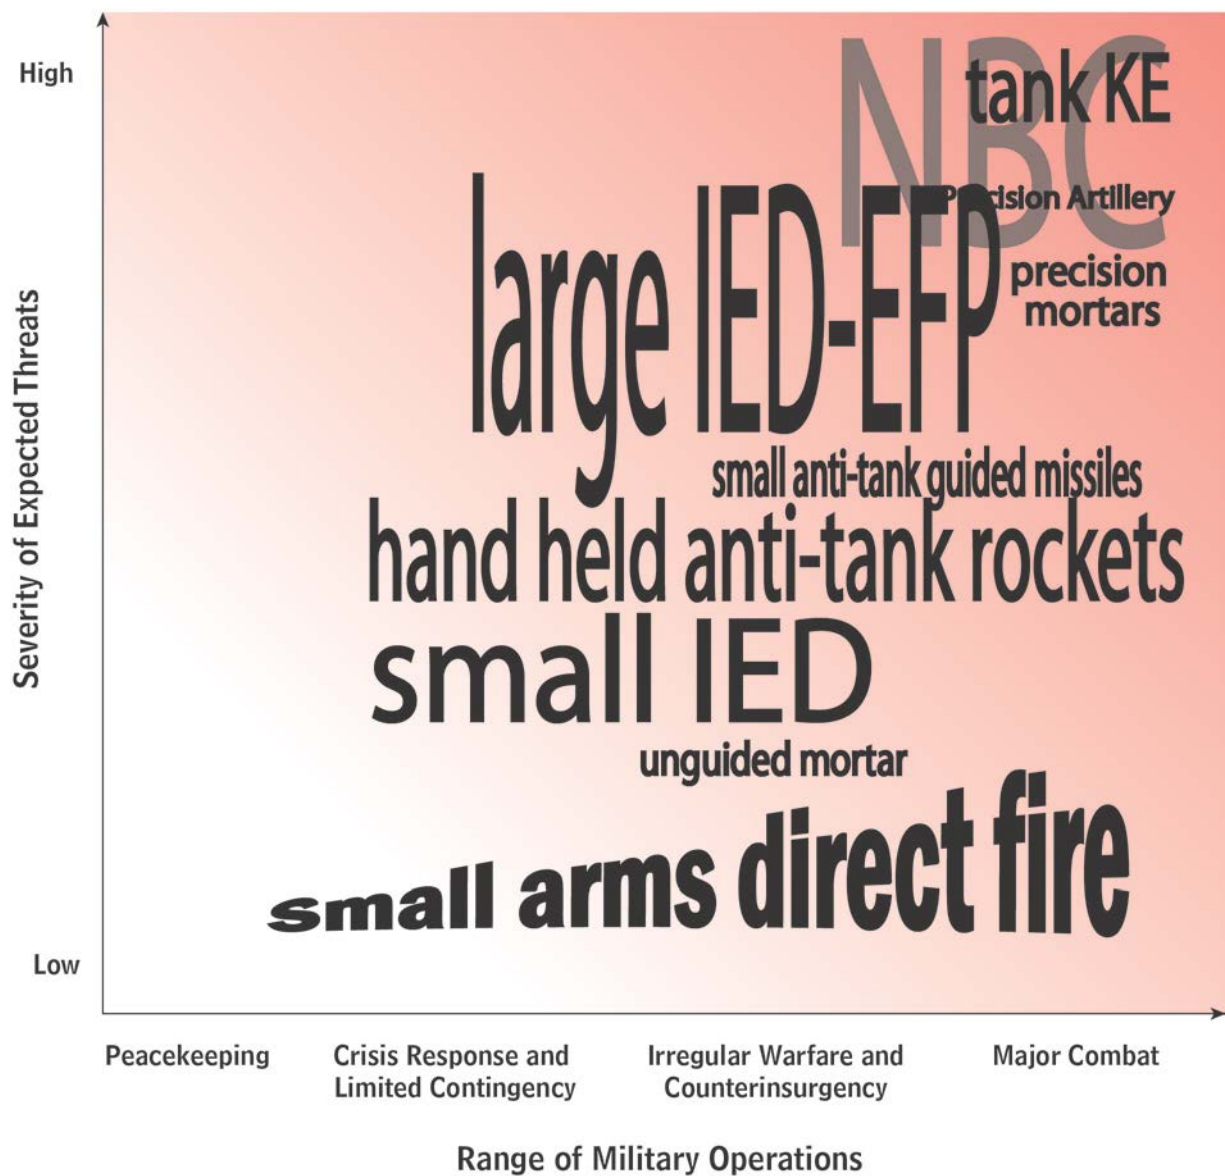 High
NBC
tank KE
Precision Artillery
precision
mortars
large IED-EFP
small anti-tank guided missiles
hand held anti-tank rockets
small IED
unguided mortar
small arms direct fire
Low
Severity of Expected Threats
Peacekeeping
Crisis Response and
Limited Contingency
Irregular Warfare and
Counterinsurgency
Major Combat
Range of Military Operations